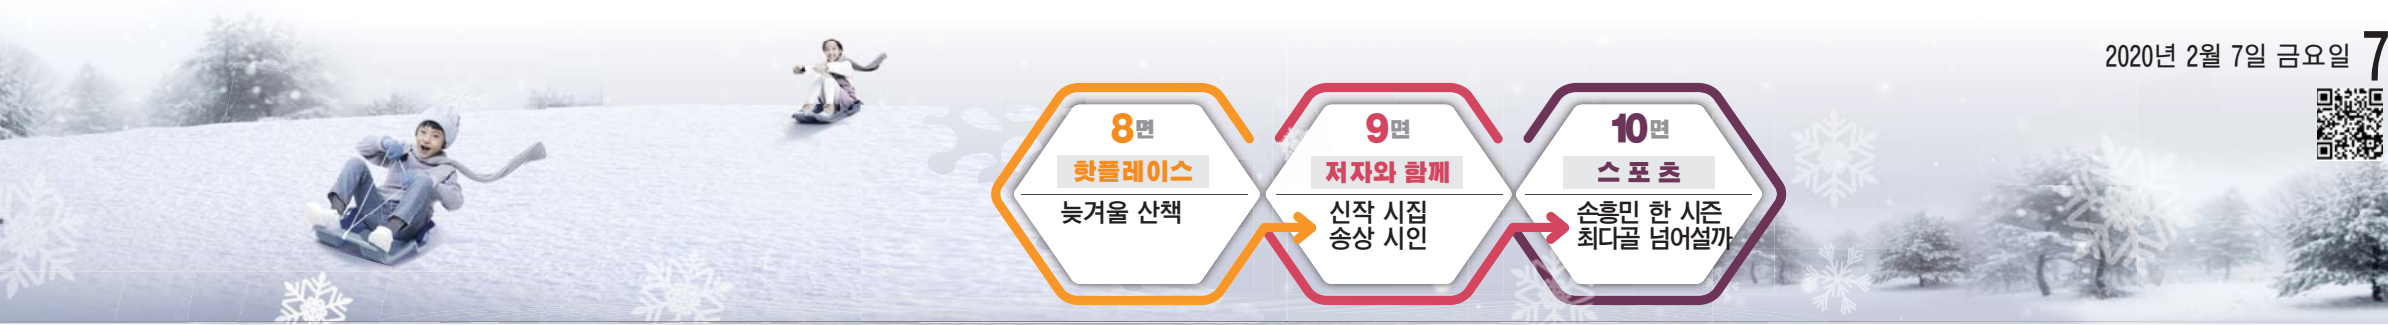 2020년 2월 7일 금요일 7
8면
핫플레이스
늦겨울 산책
9면
저자와 함께
신작 시집
송상 시인
10면
스포츠
손흥민 한 시즌
최다골 넘어설까